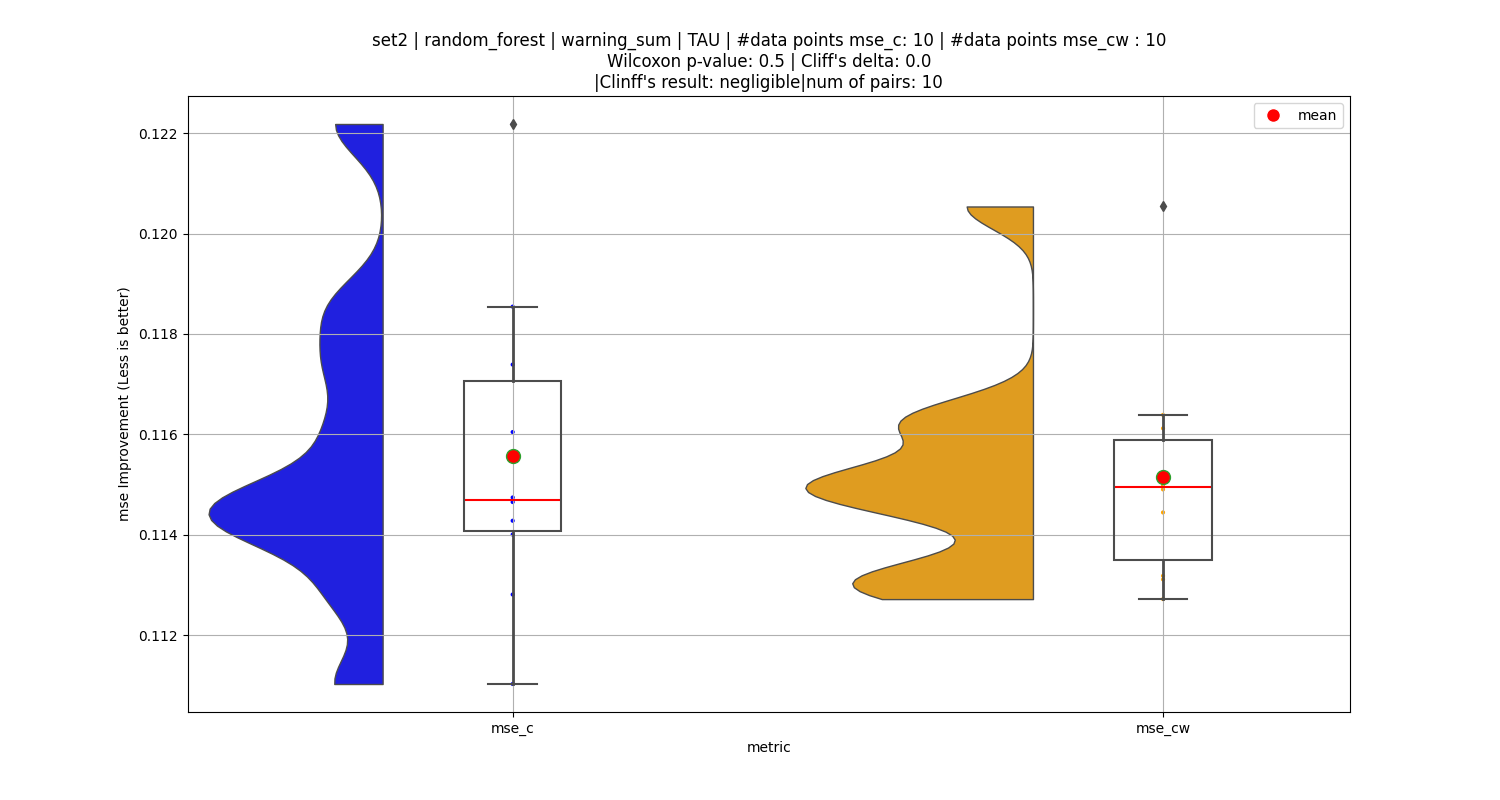 set2 | random_forest | warning_sum | TAU | #data points mse_c: 10 | #data points mse_cw : 10
Wilcoxon p-value: 0.5 | Cliff's delta: 0.0
|Clinff's result: negligible|num of pairs: 10
mean
0.122
0.120
0.118
0.116
0.114
0.112
mse Improvement (Less is better)
mse_c
mse_cw
metric